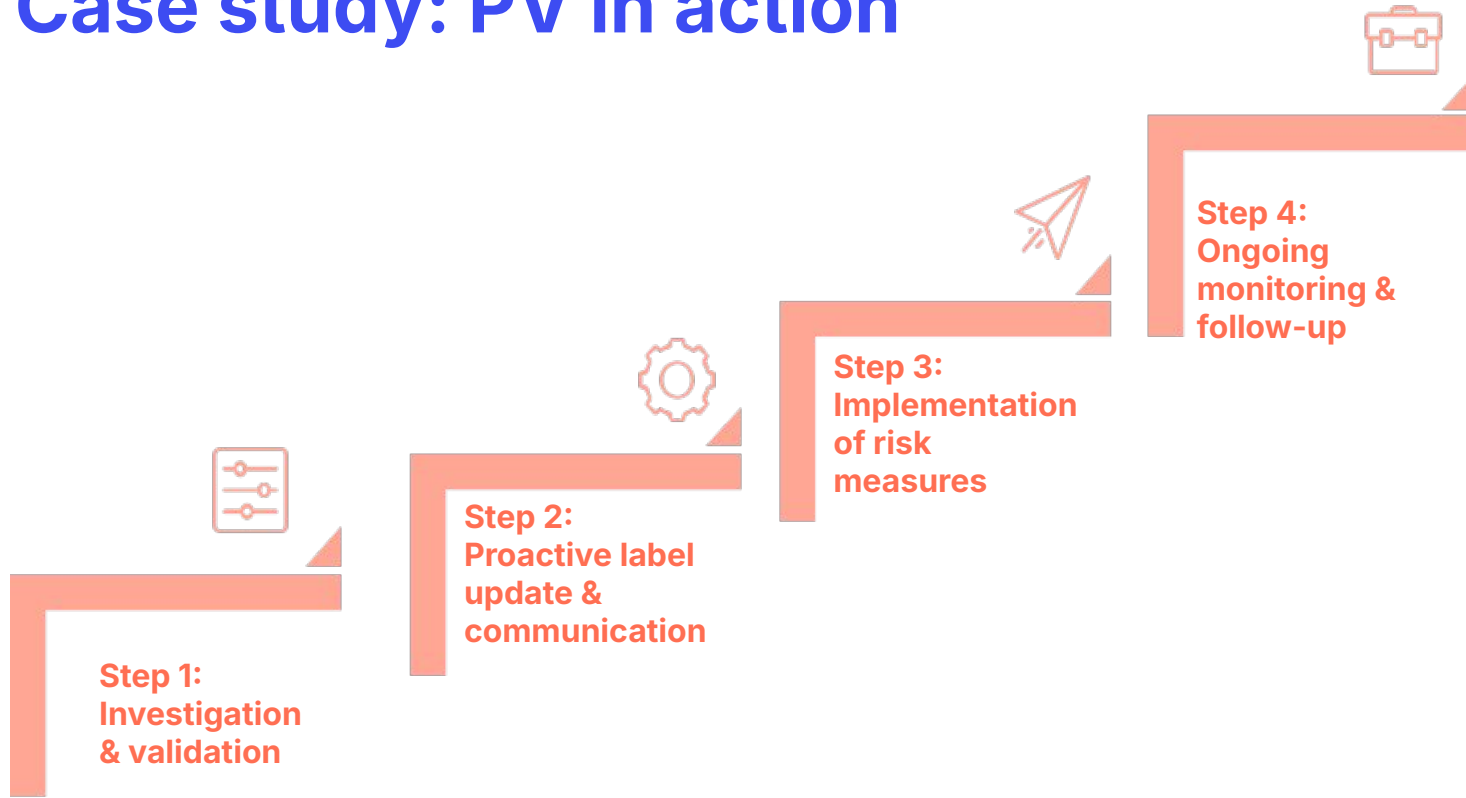 Case study: PV in action
Step 1:
Investigation
& validation
Step 2:
Proactive label
update &
communication
Step 3:
Implementation
of risk
measures
Step 4:
Ongoing
monitoring &
follow-up